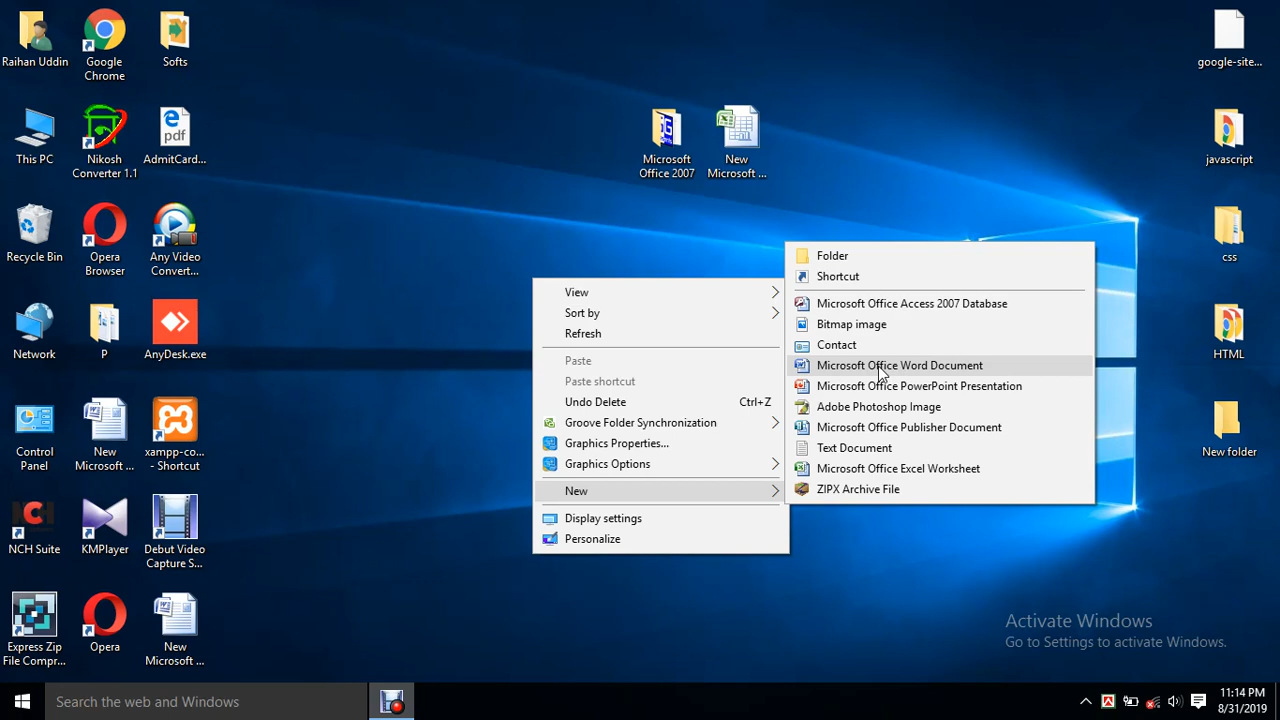 Raihan Uddin
Google
Chrome
Softs
This PC
Nikosh
Converter 1.1
AdmitCard...
pdf
Recycle Bin
Opera
Browser
Any Video
Convert...
Network
P
AnyDesk.exe
Control
Panel
New
Microsoft ...
xampp-co...
- Shortcut
NCH Suite
KMPlayer
Debut Video
Capture S...
Express Zip
File Compr...
Opera
New
Microsoft ...
Microsoft
Office 2007
New
Microsoft ...
google-site...
javascript
css
HTML
New folder
View
Sort by
Refresh
Paste
Paste shortcut
Undo Delete Ctrl+Z
Groove Folder Synchronization
Graphics Properties...
Graphics Options
New
Display settings
Personalize
Folder
Shortcut
Microsoft Office Access 2007 Database
Bitmap image
Contact
Microsoft Office Word Document
Microsoft Office PowerPoint Presentation
Adobe Photoshop Image
Microsoft Office Publisher Document
Text Document
Microsoft Office Excel Worksheet
ZIPX Archive File
Activate Windows
Go to Settings to activate Windows.
Search the web and Windows
11:14 PM
8/31/2019